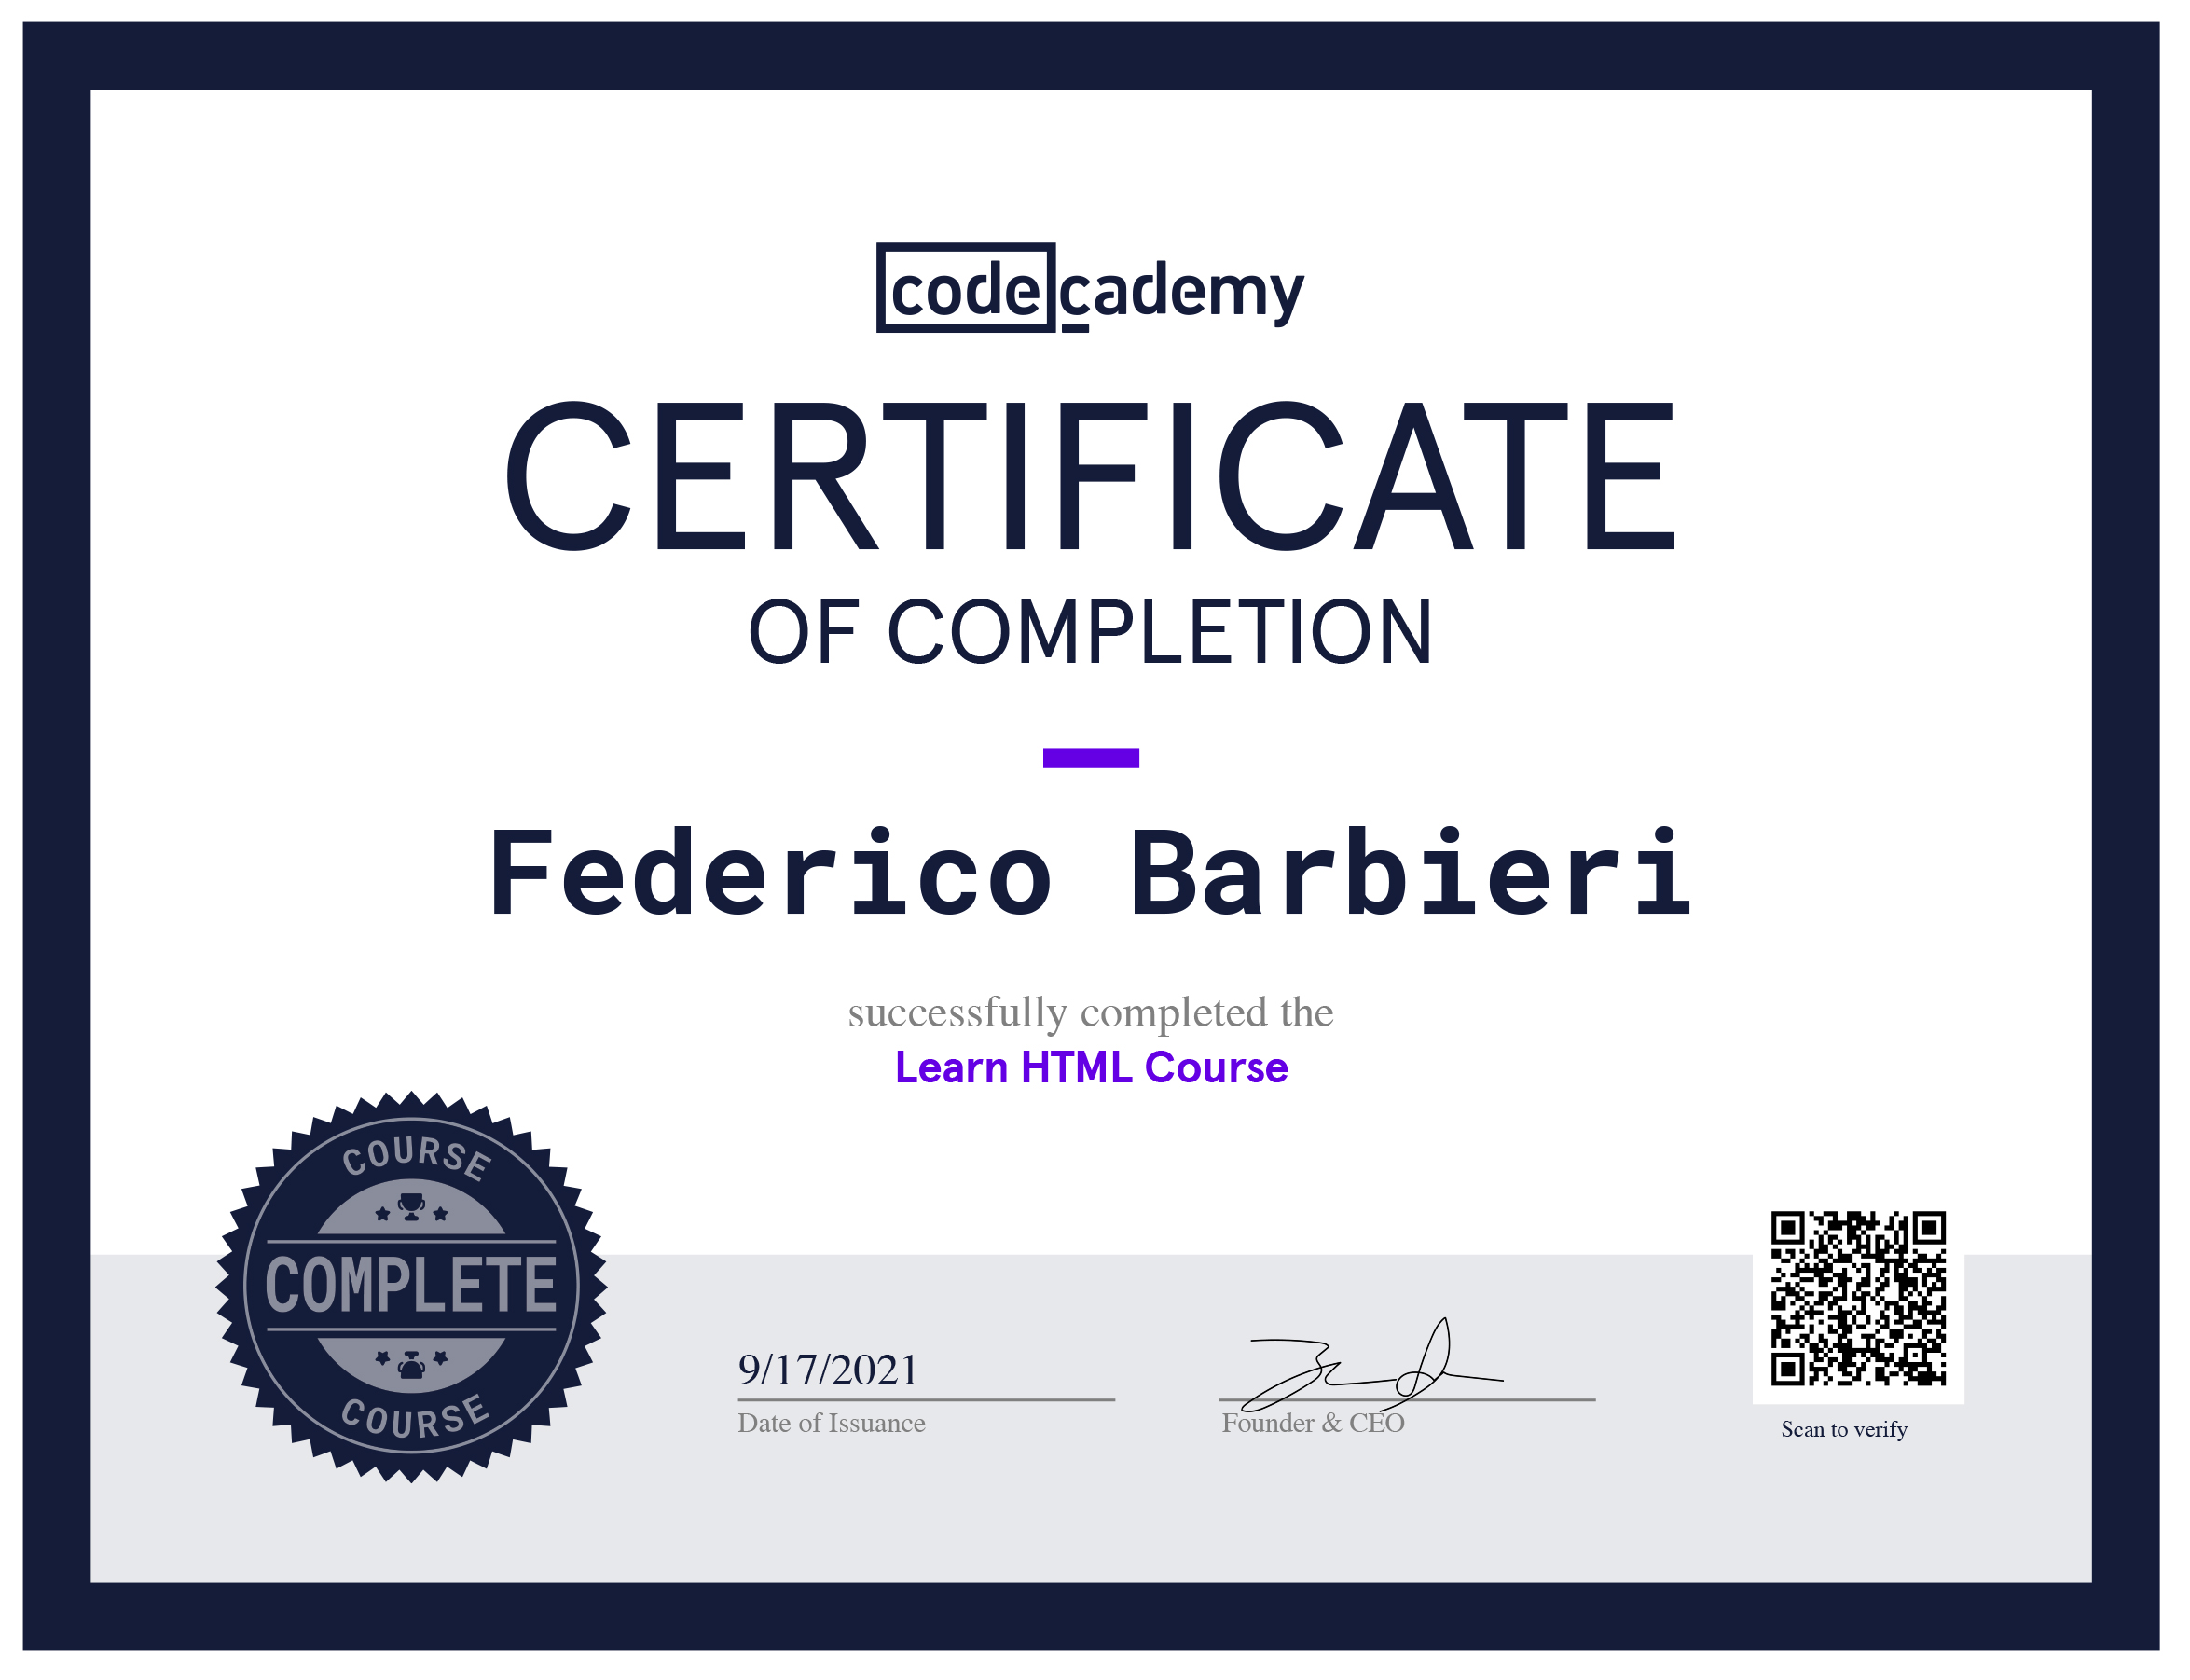 codecademy
CERTIFICATE
OF COMPLETION
Federico Barbieri
successfully completed the
Learn HTML Course
COURSE
COMPLETE
COURSE
9/17/2021
Date of Issuance
Founder & CEO
Scan to verify